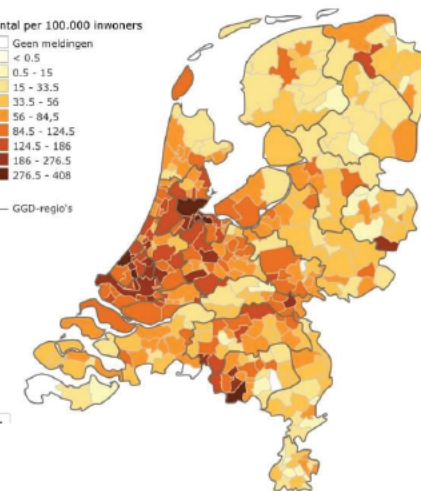 ntal per 100.000 inwoners
Geen meldingen
< 0.5
0.5 - 15
15 - 33.5
33.5 - 56
56 - 84,5
84.5 - 124.5
124.5 - 186
186 - 276.5
276.5 - 408
GGD-regio's